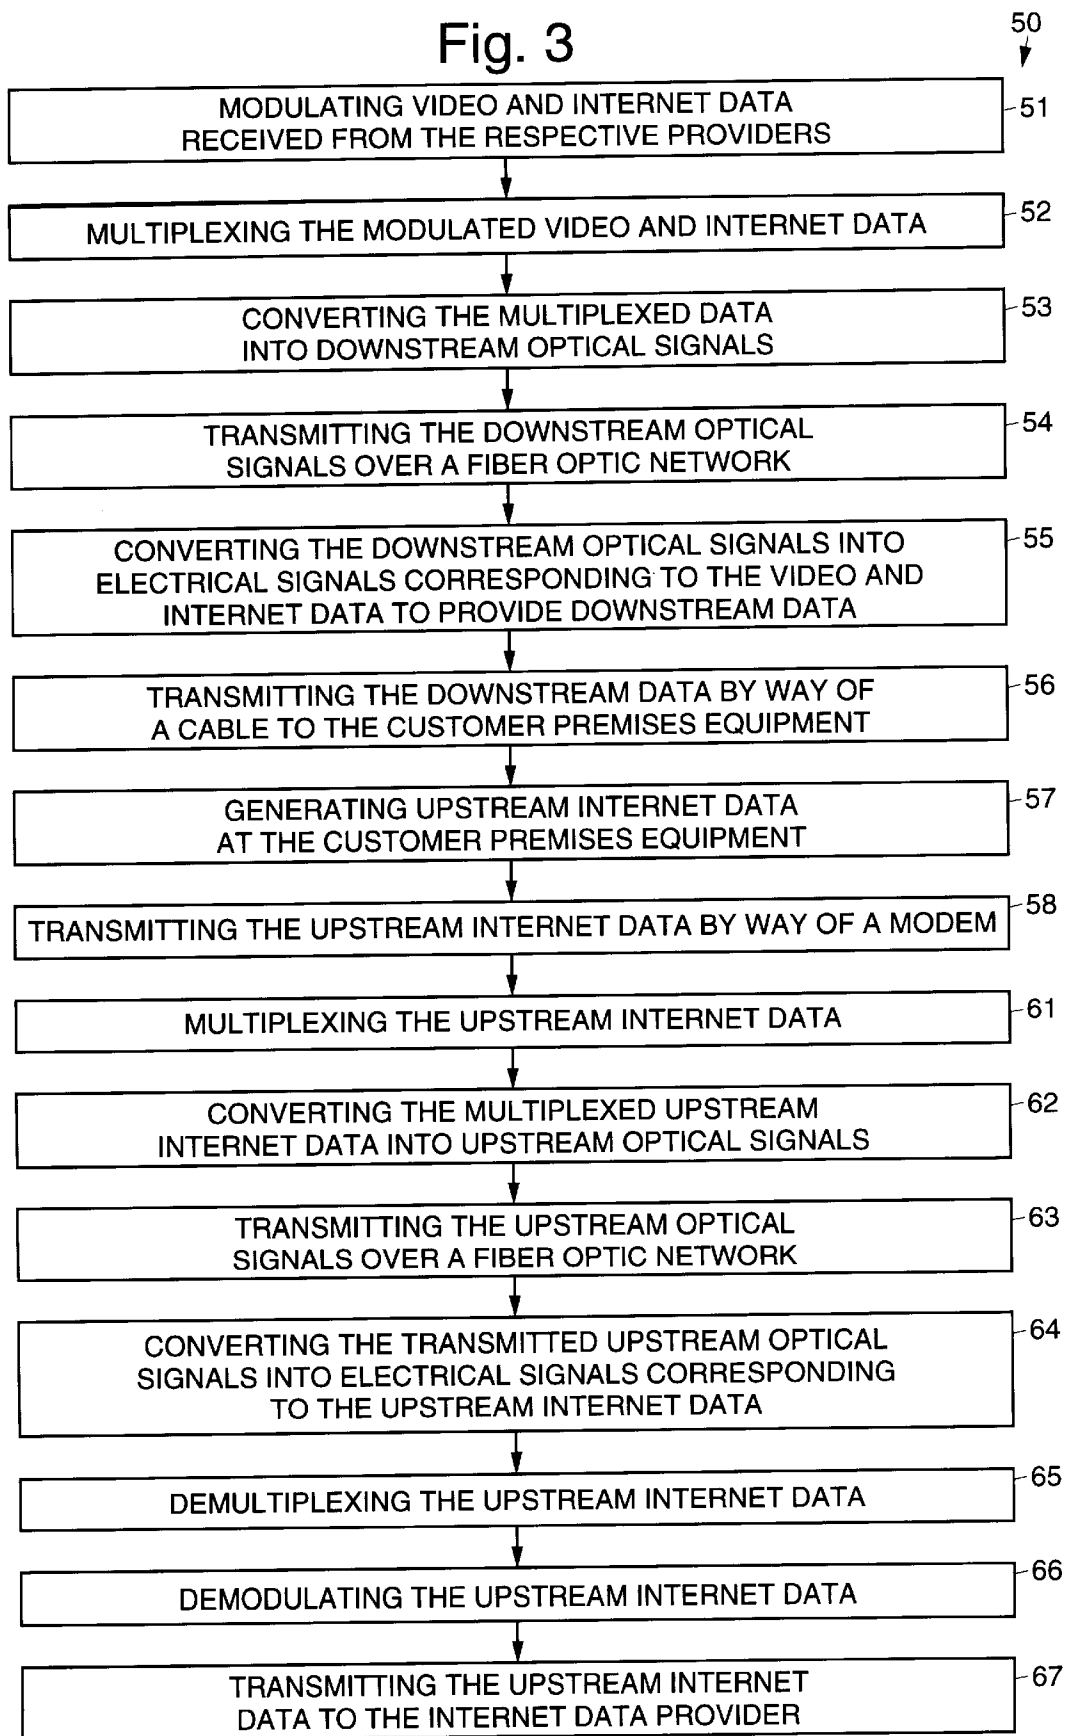 Fig. 3
50
MODULATING VIDEO AND INTERNET DATA
RECEIVED FROM THE RESPECTIVE PROVIDERS
51
MULTIPLEXING THE MODULATED VIDEO AND INTERNET DATA
52
CONVERTING THE MULTIPLEXED DATA
INTO DOWNSTREAM OPTICAL SIGNALS
53
TRANSMITTING THE DOWNSTREAM OPTICAL
SIGNALS OVER A FIBER OPTIC NETWORK
54
CONVERTING THE DOWNSTREAM OPTICAL SIGNALS INTO
ELECTRICAL SIGNALS CORRESPONDING TO THE VIDEO AND
INTERNET DATA TO PROVIDE DOWNSTREAM DATA
55
TRANSMITTING THE DOWNSTREAM DATA BY WAY OF
A CABLE TO THE CUSTOMER PREMISES EQUIPMENT
56
GENERATING UPSTREAM INTERNET DATA
AT THE CUSTOMER PREMISES EQUIPMENT
57
TRANSMITTING THE UPSTREAM INTERNET DATA BY WAY OF A MODEM
58
MULTIPLEXING THE UPSTREAM INTERNET DATA
61
CONVERTING THE MULTIPLEXED UPSTREAM
INTERNET DATA INTO UPSTREAM OPTICAL SIGNALS
62
TRANSMITTING THE UPSTREAM OPTICAL
SIGNALS OVER A FIBER OPTIC NETWORK
63
CONVERTING THE TRANSMITTED UPSTREAM OPTICAL
SIGNALS INTO ELECTRICAL SIGNALS CORRESPONDING
TO THE UPSTREAM INTERNET DATA
64
DEMULTIPLEXING THE UPSTREAM INTERNET DATA
65
DEMODULATING THE UPSTREAM INTERNET DATA
66
TRANSMITTING THE UPSTREAM INTERNET
DATA TO THE INTERNET DATA PROVIDER
67